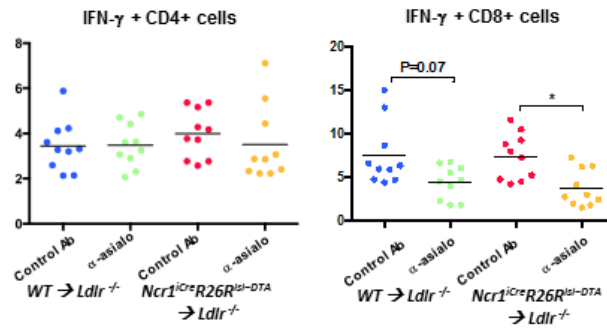 IFN-γ + CD4+ cells
8
6
4
2
0
Control Ab
α-asialo
Control Ab
α-asialo
WT → Ldlr -/-
Ncr1iCreR26Rlsl-DTA
→ Ldlr -/-
IFN-γ + CD8+ cells
20
15
10
5
0
P=0.07
*
Control Ab
α-asialo
Control Ab
α-asialo
WT → Ldlr -/-
Ncr1iCreR26Rlsl-DTA
→ Ldlr -/-